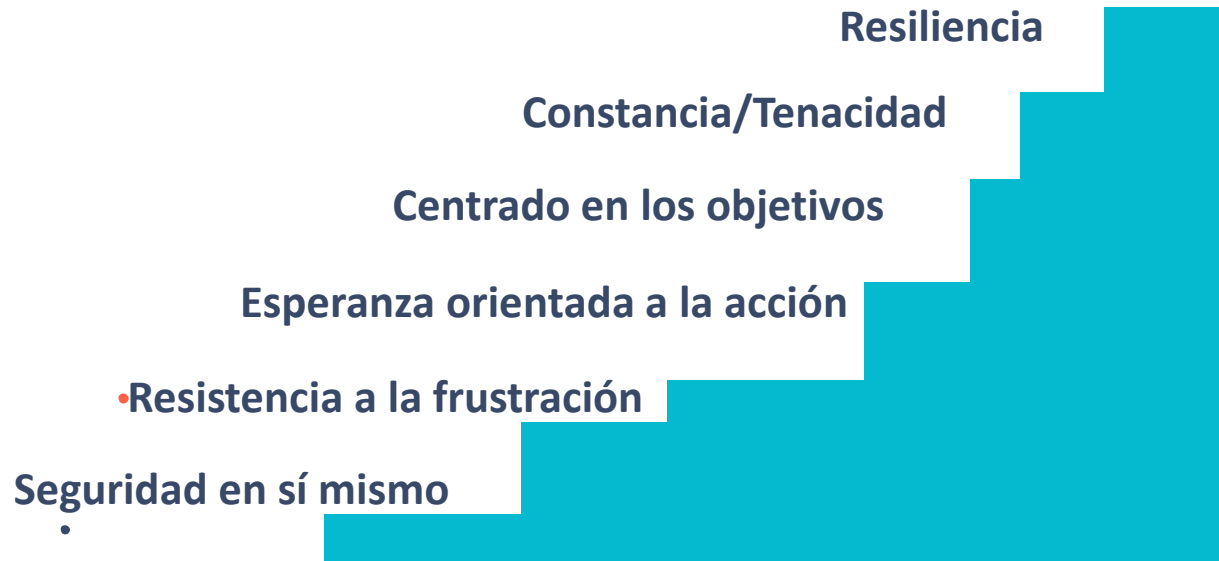 Resiliencia
Constancia/Tenacidad
Centrado en los objetivos
Esperanza orientada a la acción
•Resistencia a la frustración
Seguridad en sí mismo
•